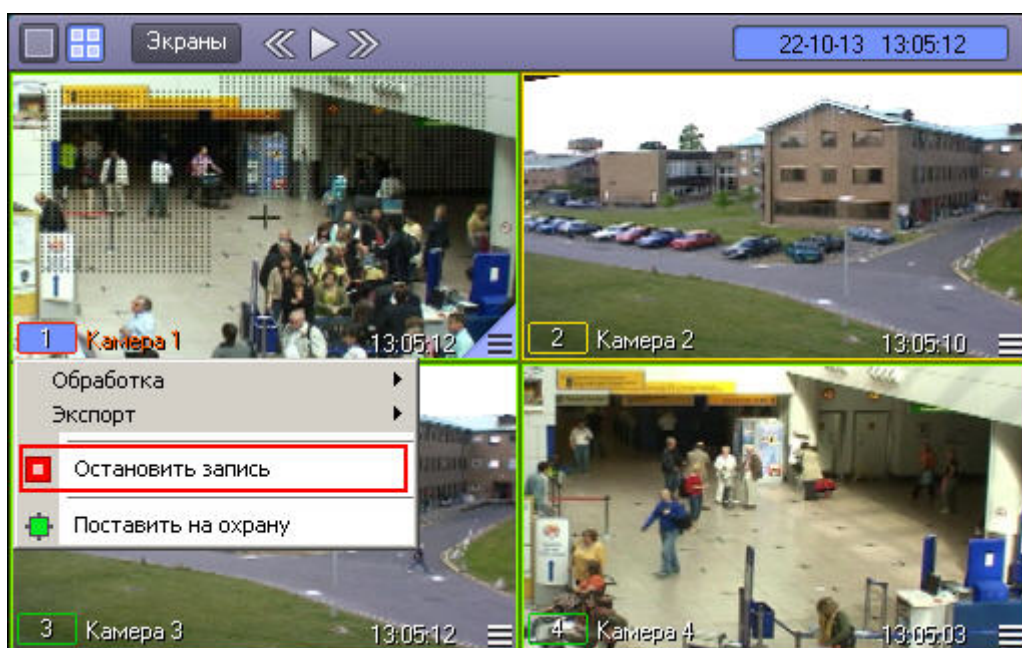 Экраны
22-10-13 13:05:12
1 Камера 1 13:05:12
2 Камера 2 13:05:10
Обработка
Экспорт
Остановить запись
Поставить на охрану
3 Камера 3 13:05:12
4 Камера 4 13:05:03